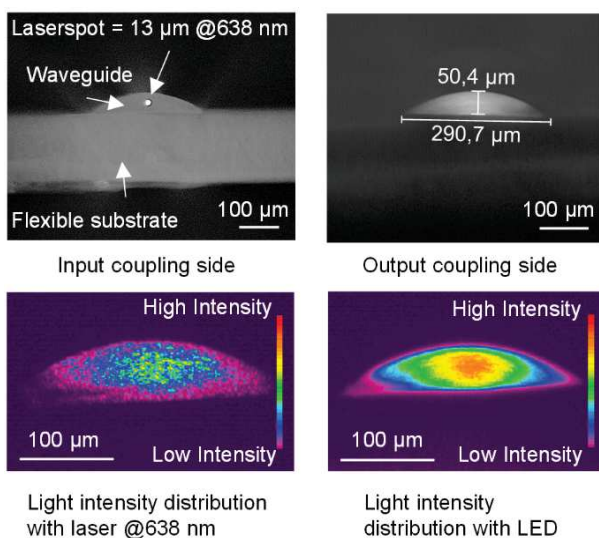 Laserspot = 13 µm @638 nm
Waveguide
Flexible substrate
100 µm
Input coupling side
50,4 µm
290,7 µm
100 µm
Output coupling side
High Intensity
100 µm
Low Intensity
Light intensity distribution
with laser @638 nm
High Intensity
100 µm
Low Intensity
Light intensity
distribution with LED